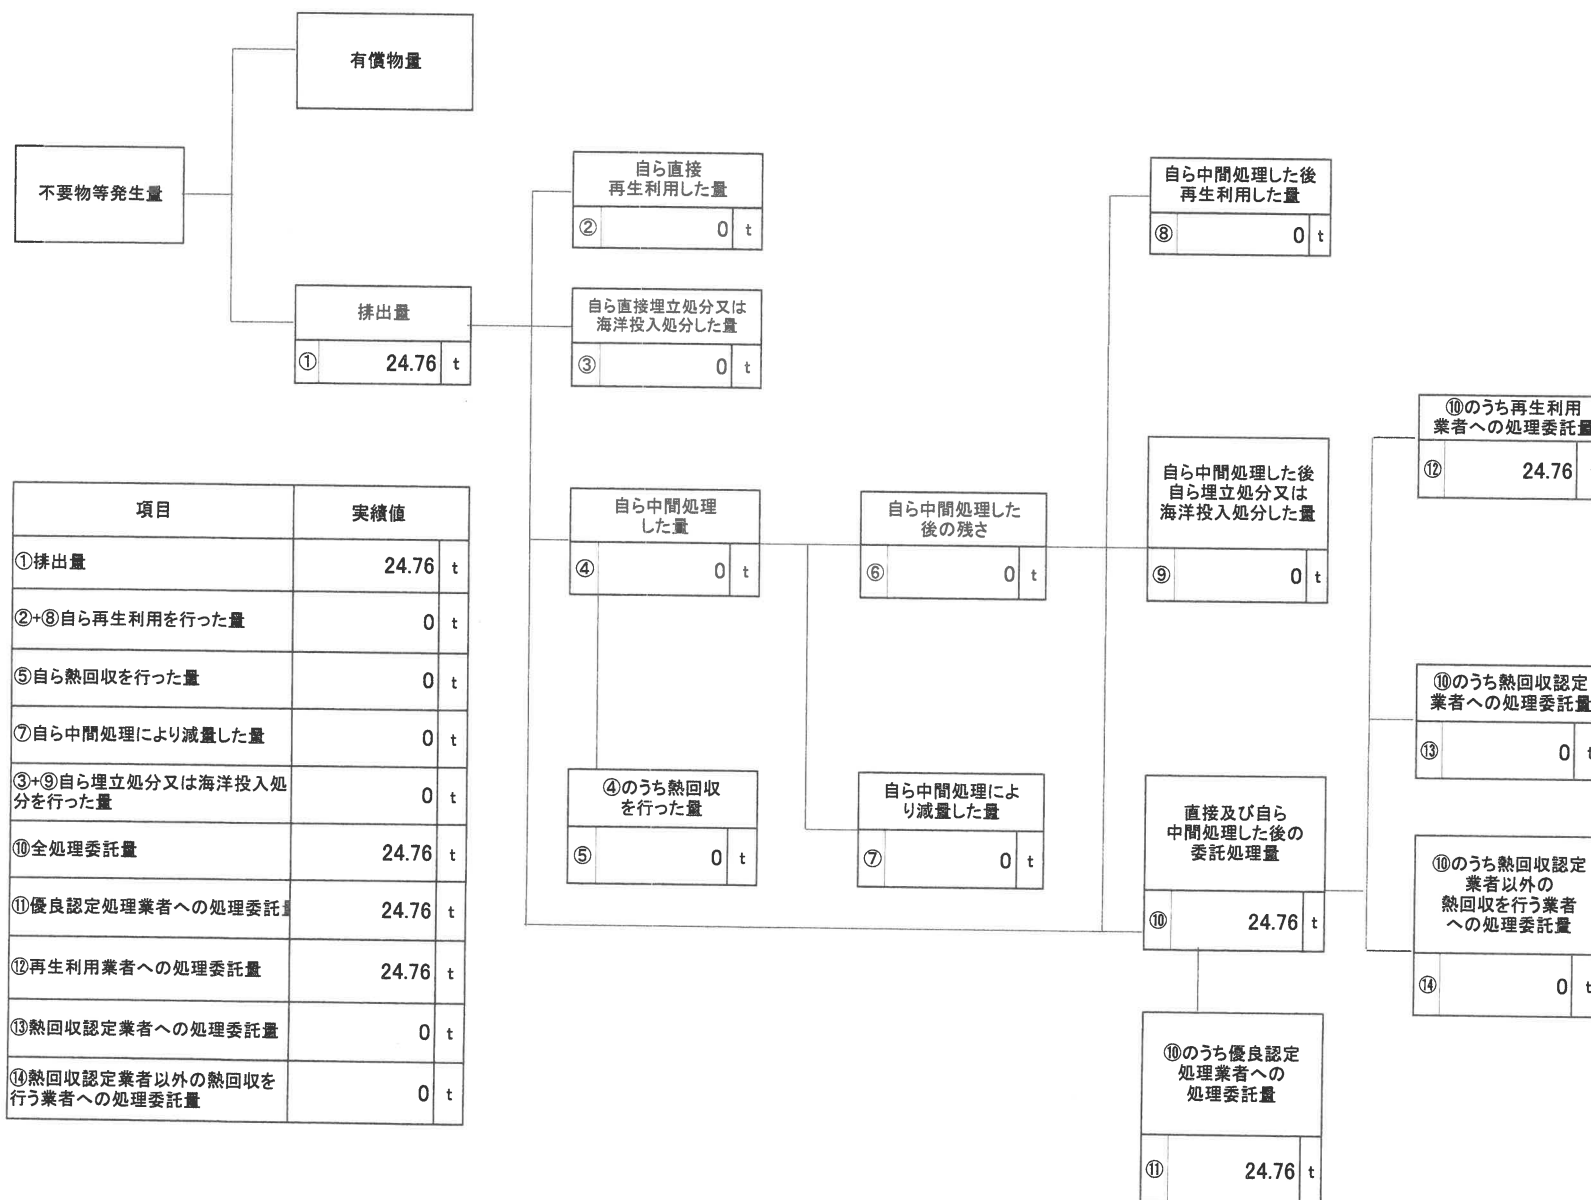 有償物量
不要物等発生量
排出量
① 24.76 t
自ら直接
再生利用した量
② 0 t
自ら直接埋立処分又は
海洋投入処分した量
③ 0 t
自ら中間処理
した量
④ 0 t
④のうち熱回収
を行った量
⑤ 0 t
自ら中間処理した
後の残さ
⑥ 0 t
自ら中間処理によ
り減量した量
⑦ 0 t
自ら中間処理した後
再生利用した量
⑧ 0 t
自ら中間処理した後
自ら埋立処分又は
海洋投入処分した量
⑨ 0 t
直接及び自ら
中間処理した後の
委託処理量
⑩ 24.76 t
⑩のうち優良認定
処理業者への
処理委託量
⑪ 24.76 t
⑩のうち再生利用
業者への処理委託量
⑫ 24.76
⑩のうち熱回収認定
業者への処理委託量
⑬ 0 t
⑩のうち熱回収認定
業者以外の
熱回収を行う業者
への処理委託量
⑭ 0 t
項目 実績値
①排出量 24.76 t
②+⑧自ら再生利用を行った量 0 t
⑤自ら熱回収を行った量 0 t
⑦自ら中間処理により減量した量 0 t
③+⑨自ら埋立処分又は海洋投入処
分を行った量 0 t
⑩全処理委託量 24.76 t
⑪優良認定処理業者への処理委託 24.76 t
⑫再生利用業者への処理委託量 24.76 t
⑬熱回収認定業者への処理委託量 0 t
⑭熱回収認定業者以外の熱回収を
行う業者への処理委託量 0 t